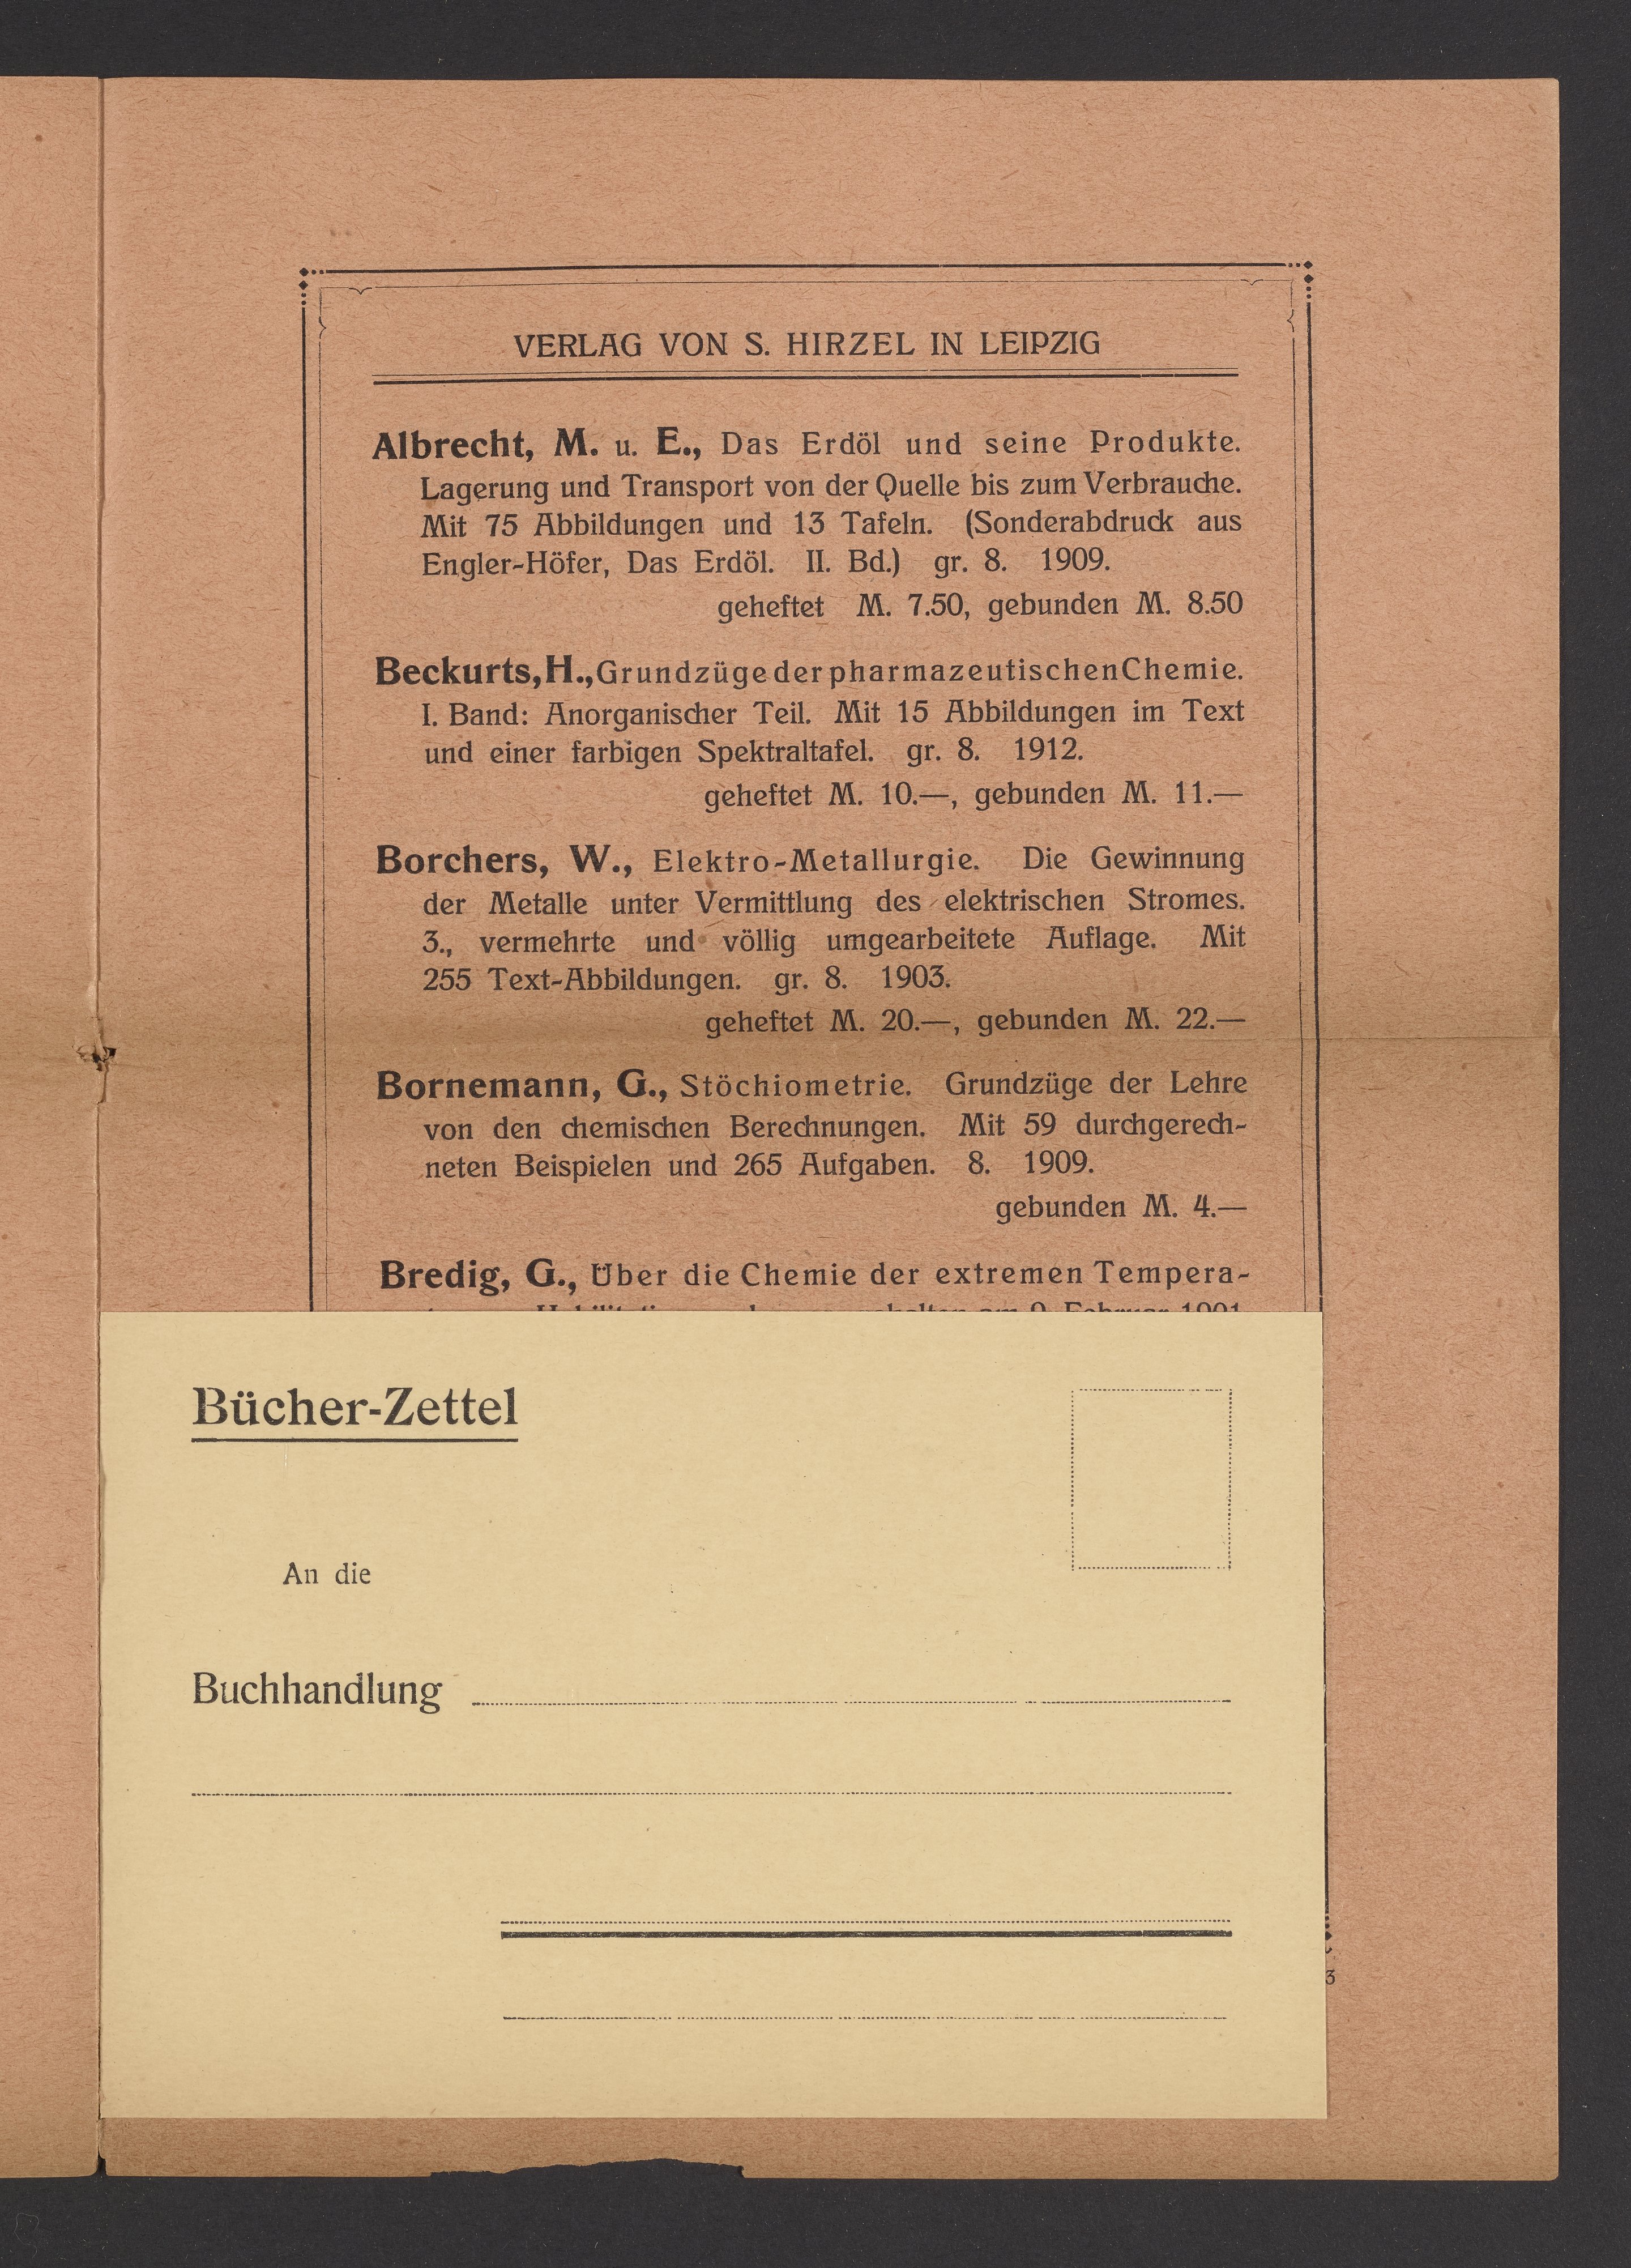 VERLAG VON S. HIRZEL IN LEIPZIG
Albrecht, M. u. E., Das Erdöl und seine Produkte.
Lagerung und Transport von der Quelle bis zum Verbrauche.
Mit 75 Abbildungen und 13 Tafeln. (Sonderabdruck aus
Engler-Höfer, Das Erdöl. II. Bd.) gr. 8. 1909.
geheftet M. 7.50, gebunden M. 8.50
Beckurts, H., Grundzüge der pharmazeutischen Chemie.
I. Band: Anorganischer Teil. Mit 15 Abbildungen im Text
und einer farbigen Spektraltafel. gr. 8. 1912.
geheftet M. 10.—, gebunden M. 11.—
Borchers, W., Elektro-Metallurgie. Die Gewinnung
der Metalle unter Vermittlung des elektrischen Stromes.
3., vermehrte und völlig umgearbeitete Auflage. Mit
255 Text-Abbildungen. gr. 8. 1903.
geheftet M. 20.—, gebunden M. 22.—
Bornemann, G., Stöchiometrie. Grundzüge der Lehre
von den chemischen Berechnungen. Mit 59 durchgerech-
neten Beispielen und 265 Aufgaben. 8. 1909.
gebunden M. 4.—
Bredig, G., Über die Chemie der extremen Tempera-
am 9. Februar 1901.
Bücher-Zettel
An die
Buchhandlung
3